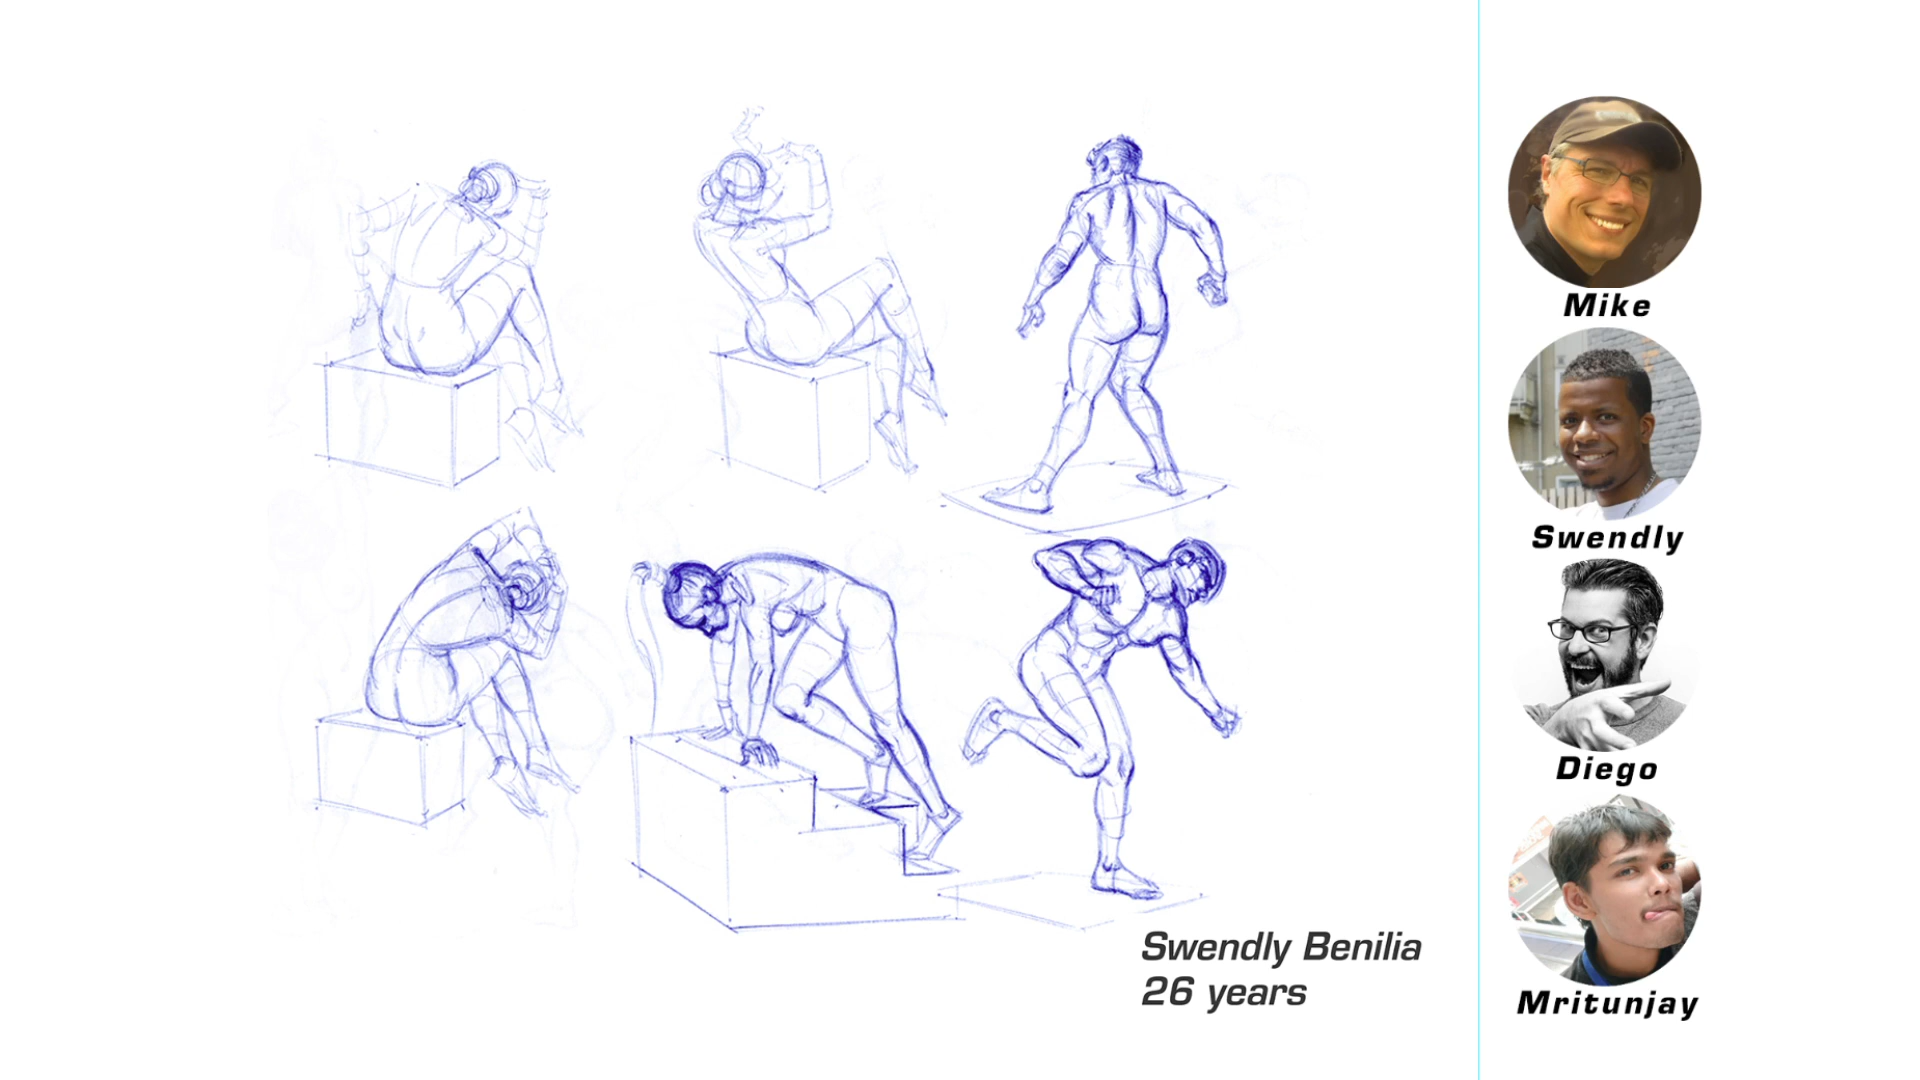 Mike
Swendly
Diego
Mritunjay
Swendly Benilia
26 years